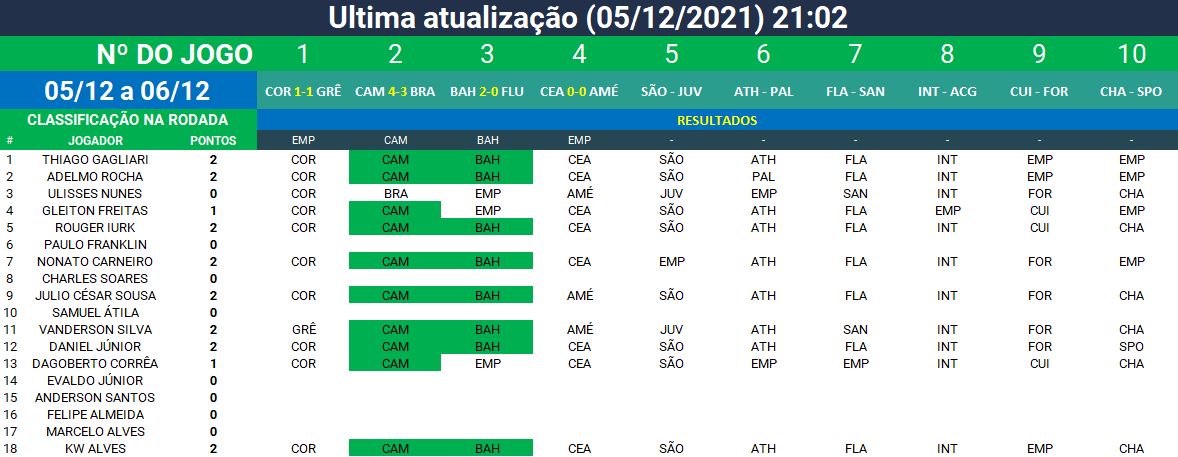 Ultima atualização (05/12/2021) 21:02
Nº DO JOGO 1 2 3 4 5 6 7 8 9 10
05/12 a 06/12 COR 1-1 GRÊ CAM 4-3 BRA BAH 2-0 FLU CEA 0-0 AMÉ SÃO - JUV ATH - PAL FLA - SAN INT - ACG CUI - FOR CHA - SPO
CLASSIFICAÇÃO NA RODADA RESULTADOS
# JOGADOR PONTOS EMP CAM BAH EMP - - - - - -
1 THIAGO GAGLIARI 2 COR CAM BAH CEA SÃO ATH FLA INT EMP EMP
2 ADELMO ROCHA 2 COR CAM BAH CEA SÃO PAL FLA INT EMP EMP
3 ULISSES NUNES 0 COR BRA EMP AMÉ JUV EMP SAN INT FOR CHA
4 GLEITON FREITAS 1 COR CAM EMP CEA SÃO ATH FLA EMP CUI EMP
5 ROUGER IURK 2 COR CAM BAH CEA SÃO ATH FLA INT CUI CHA
6 PAULO FRANKLIN 0
7 NONATO CARNEIRO 2 COR CAM BAH CEA EMP ATH FLA INT FOR EMP
8 CHARLES SOARES 0
9 JULIO CÉSAR SOUSA 2 COR CAM BAH AMÉ SÃO ATH FLA INT FOR CHA
10 SAMUEL ÁTILA 0
11 VANDERSON SILVA 2 GRÊ CAM BAH AMÉ JUV ATH SAN INT FOR CHA
12 DANIEL JÚNIOR 2 COR CAM BAH CEA SÃO ATH FLA INT FOR SPO
13 DAGOBERTO CORRÊA 1 COR CAM EMP CEA SÃO EMP EMP INT CUI CHA
14 EVALDO JÚNIOR 0
15 ANDERSON SANTOS 0
16 FELIPE ALMEIDA 0
17 MARCELO ALVES 0
18 KW ALVES 2 COR CAM BAH CEA SÃO ATH FLA INT EMP CHA